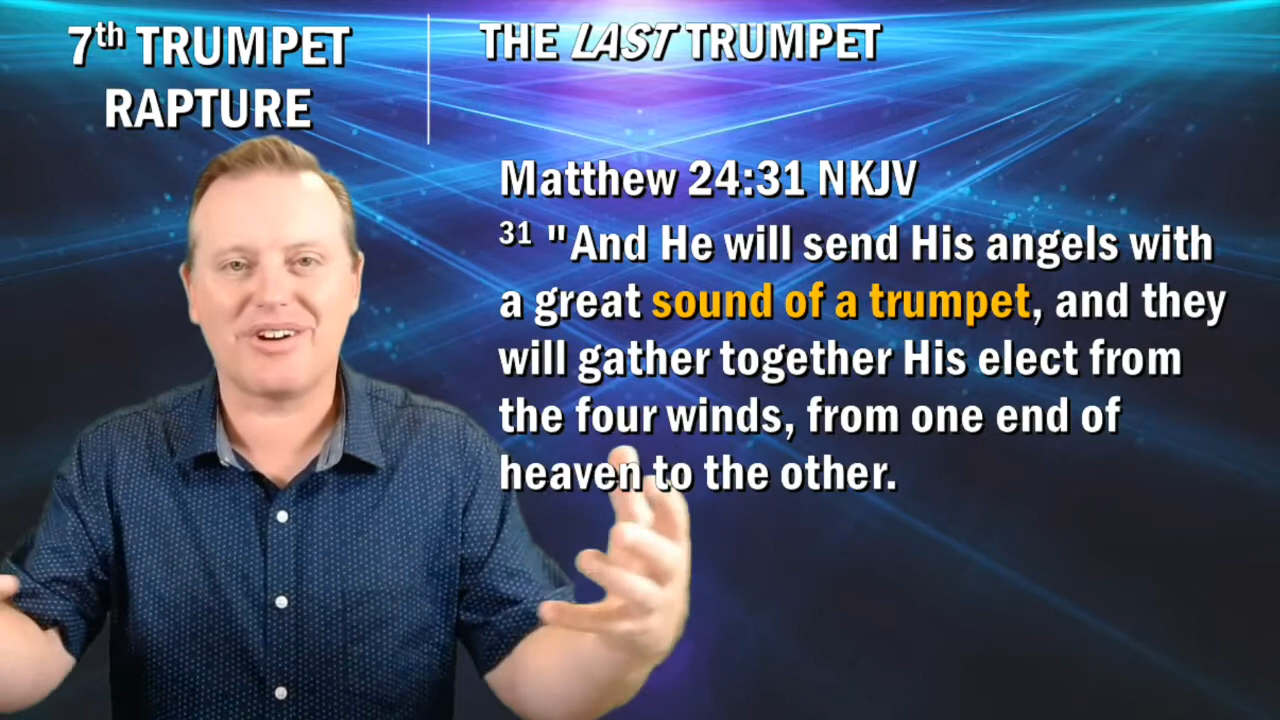 7th TRUMPET
RAPTURE
THE LAST TRUMPET
Matthew 24:31 NKJV
31 "And He will send His angels with
a great sound of a trumpet, and they
will gather together His elect from
the four winds, from one end of
heaven to the other.